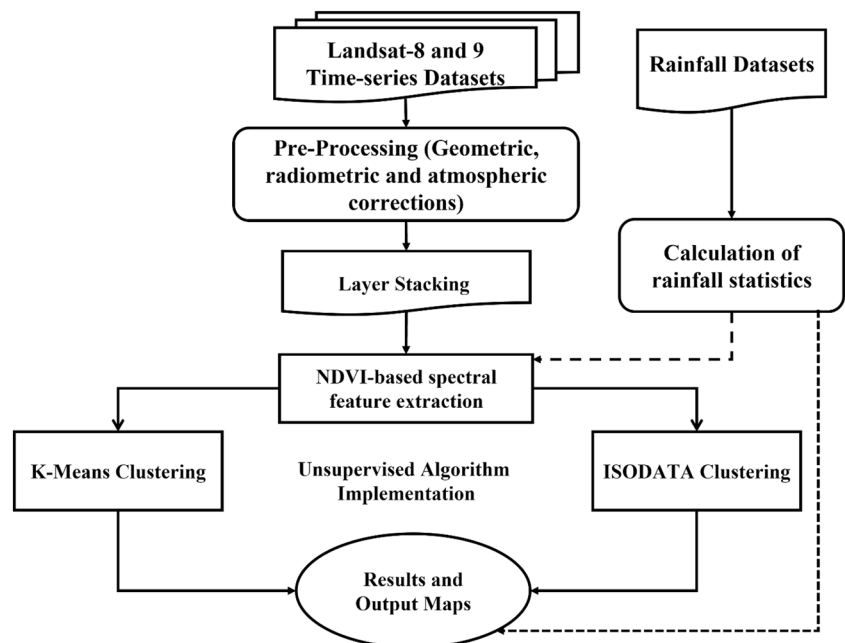 Landsat-8 and 9
Time-series Datasets
Rainfall Datasets
Pre-Processing (Geometric,
radiometric and atmospheric
corrections)
Calculation of
rainfall statistics
Layer Stacking
NDVI-based spectral
feature extraction
K-Means Clustering
Unsupervised Algorithm
Implementation
ISODATA Clustering
Results and
Output Maps